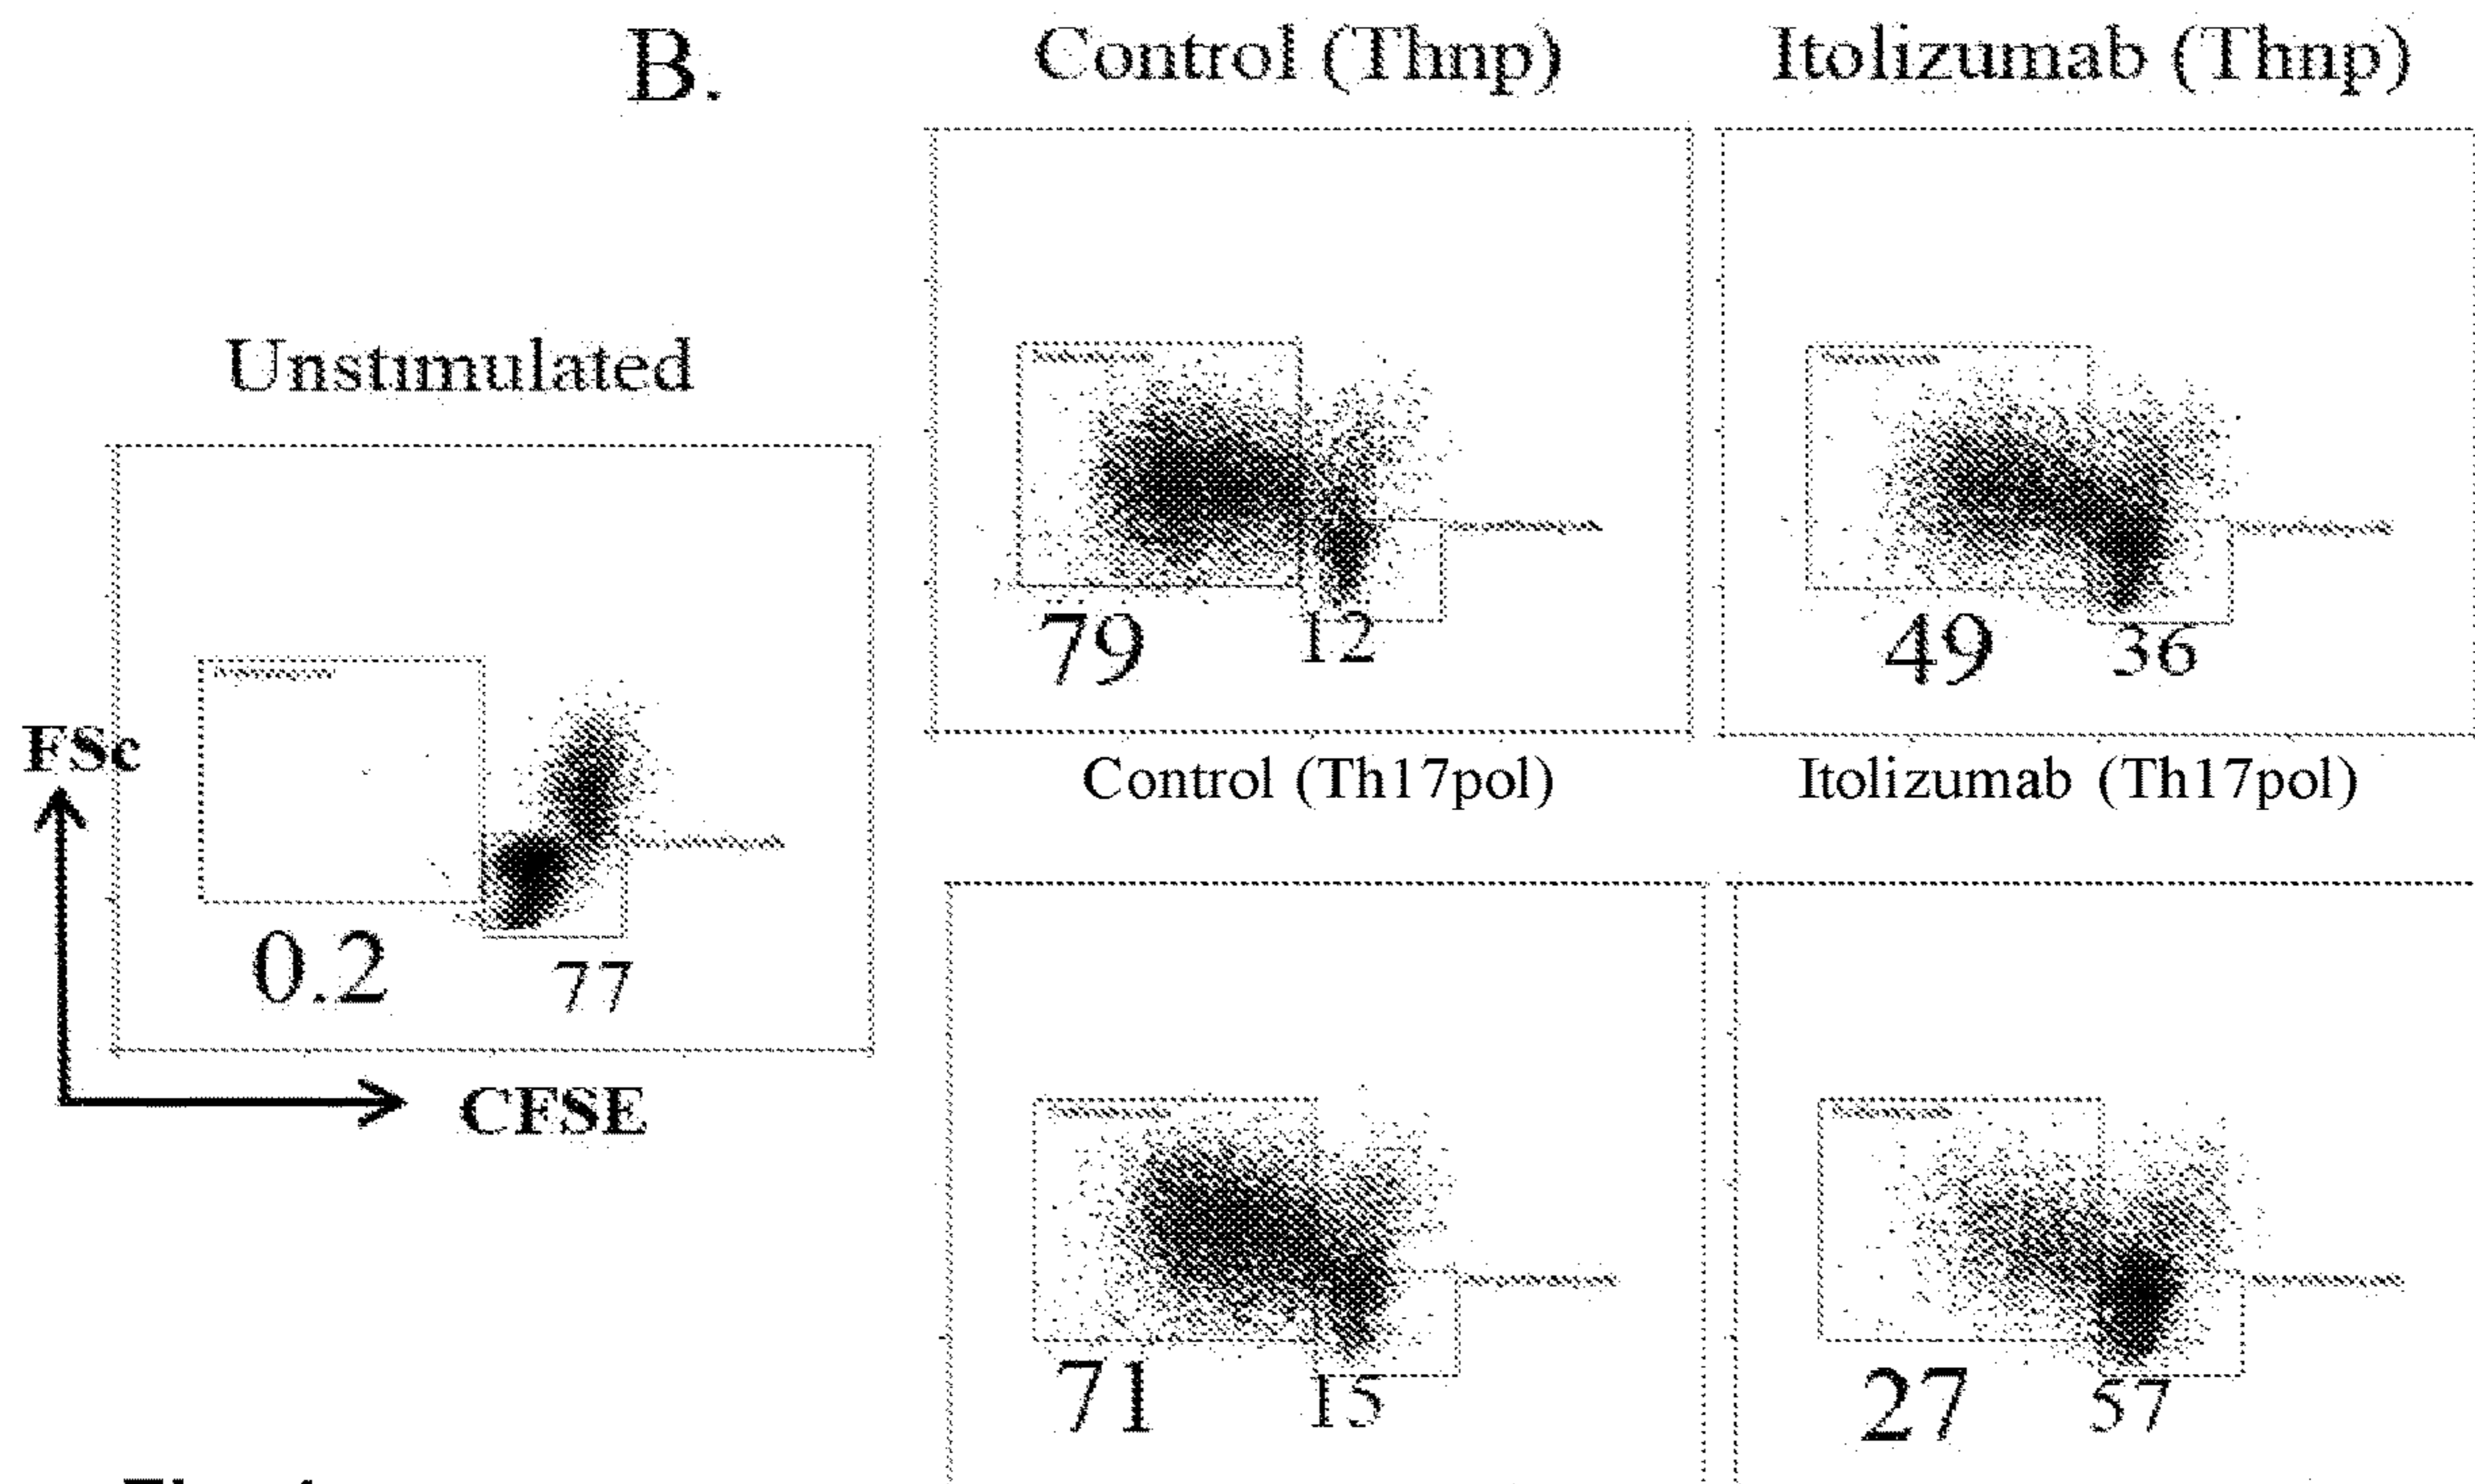 B.
Control (Thnp)
Itolizumab (Thnp)
Unstimulated
79
12
49
36
FSc
Control (Th17pol)
Itolizumab (Th17pol)
0.2
77
CFSE
71
15
27
57